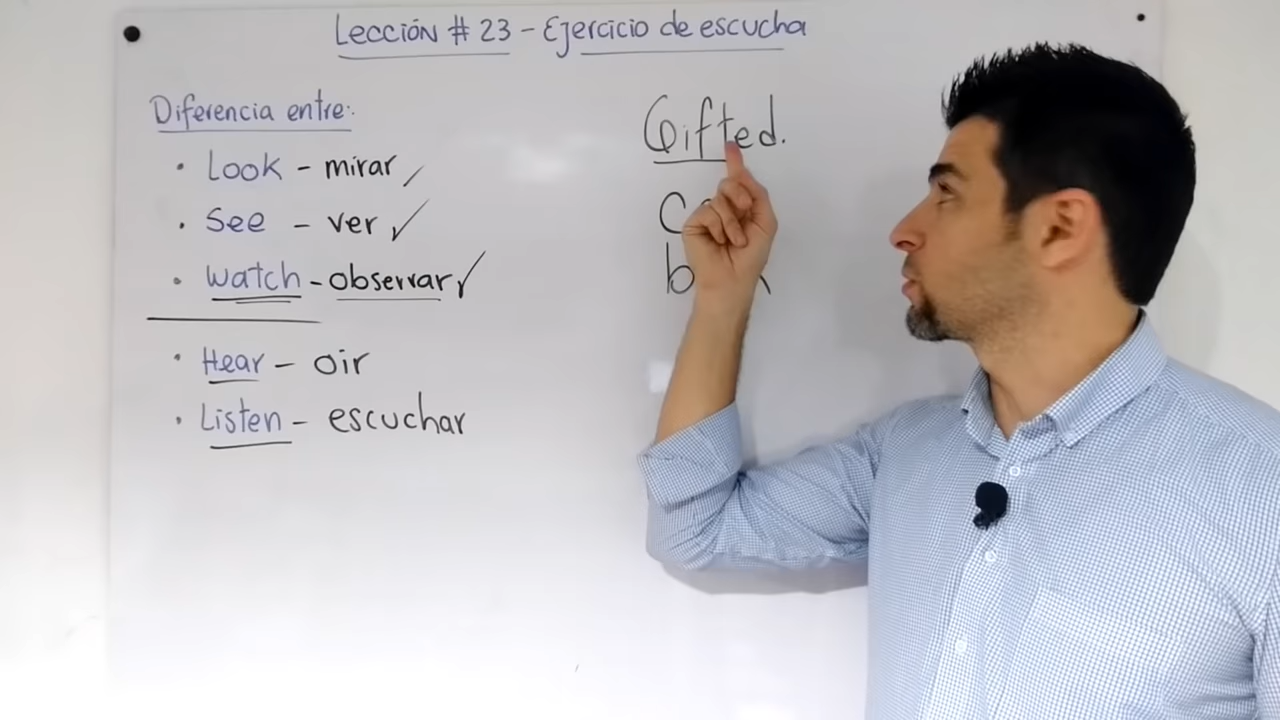 Lección # 23 - Ejercicio de escucha
Diferencia entre:
• Look - mirar
• See - ver ✓
• Watch - observar ✓
• Hear - oir
• Listen - escuchar
Gifted.